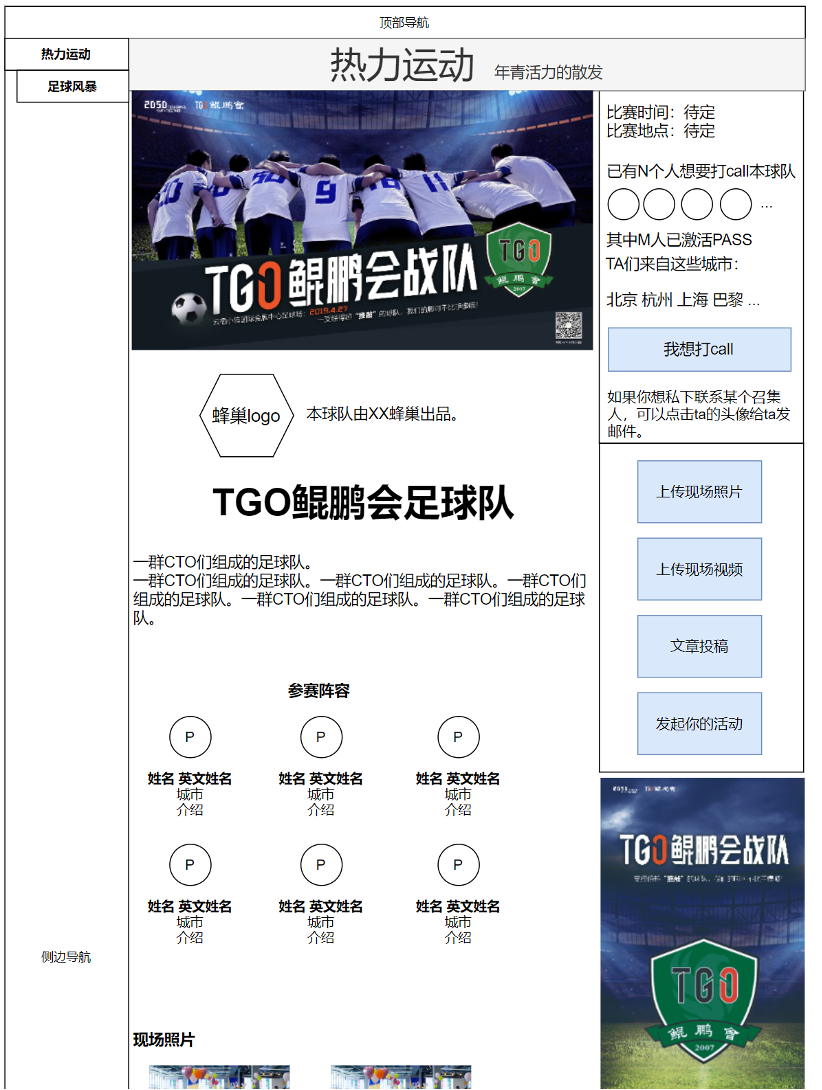 顶部导航
热力运动
足球风暴
热力运动 年青活力的散发
2050
TGO鲲鹏會
20
9
11
TGO鲲鹏会战队
TGO
鲲鹏會
2007
2019.4.27
比赛时间：待定
比赛地点：待定
已有N个人想要打call本球队
...
其中M人已激活PASS
TA们来自这些城市：
北京 杭州 上海 巴黎 ...
我想打call
如果你想私下联系某个召集
人，可以点击ta的头像给ta发
邮件。
蜂巢logo
本球队由XX蜂巢出品。
TGO鲲鹏会足球队
一群CTO们组成的足球队。
一群CTO们组成的足球队。一群CTO们组成的足球队。一群CTO们
组成的足球队。一群CTO们组成的足球队。一群CTO们组成的足球
队。
上传现场照片
上传现场视频
文章投稿
发起你的活动
参赛阵容
P P P
姓名 英文姓名 姓名 英文姓名 姓名 英文姓名
城市 城市 城市
介绍 介绍 介绍
P P P
姓名 英文姓名 姓名 英文姓名 姓名 英文姓名
城市 城市 城市
介绍 介绍 介绍
侧边导航
现场照片
TGO鲲鹏会战队
TGO
鲲鹏會
2007